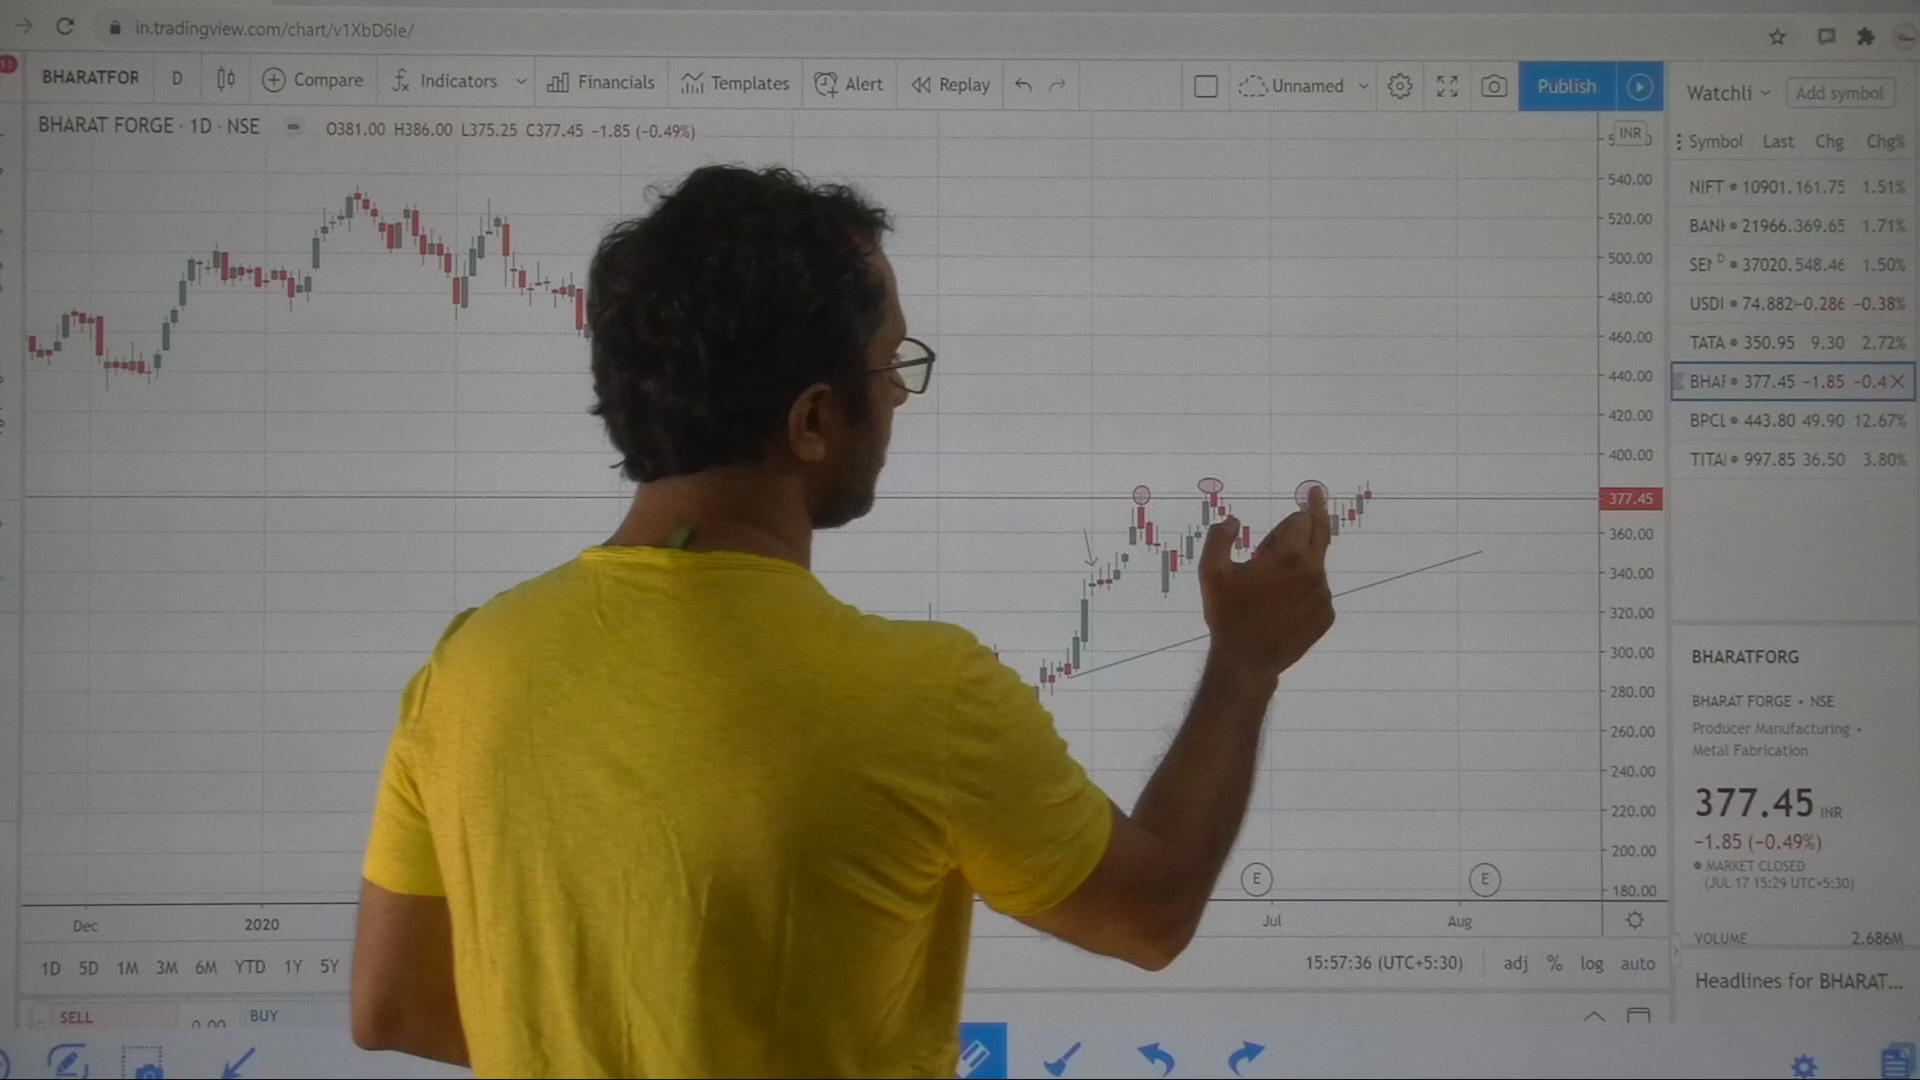 in.tradingview.com/chart/v1XbD6Ie/
BHARATFOR D Compare Indicators Financials Templates Alert Replay Unnamed Publish
BHARAT FORGE · 1D · NSE O381.00 H386.00 L375.25 C377.45 −1.85 (−0.49%)
INR
540.00
520.00
500.00
480.00
460.00
440.00
420.00
400.00
377.45
360.00
340.00
320.00
300.00
280.00
260.00
240.00
220.00
200.00
180.00
E E
Dec 2020 Jul Aug
1D 5D 1M 3M 6M YTD 1Y 5Y
15:57:36 (UTC+5:30) adj % log auto
SELL 0.00 BUY
Watchli Add symbol
Symbol Last Chg Chg%
NIFT 10901. 161.75 1.51%
BANI 21966. 369.65 1.71%
D 37020. 548.46 1.50%
USDI 74.882 −0.286 −0.38%
TATA 350.95 9.30 2.72%
BHAI 377.45 −1.85 −0.4
BPCL 443.80 49.90 12.67%
TITAI 997.85 36.50 3.80%
BHARATFORG
BHARAT FORGE • NSE
Producer Manufacturing •
Metal Fabrication
377.45 INR
−1.85 (−0.49%)
MARKET CLOSED
(JUL 17 15:29 UTC+5:30)
VOLUME 2.686M
Headlines for BHARAT...